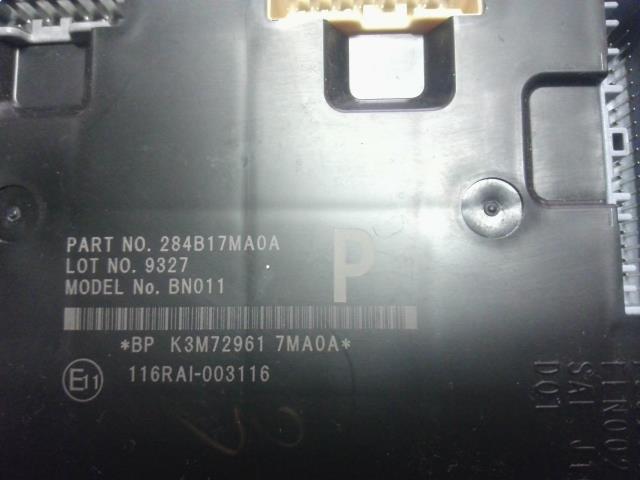 PART NO. 284B17MA0A
LOT NO. 9327
MODEL No. BN011
P
*BP K3M72961 7MA0A*
E11 116RAI-003116